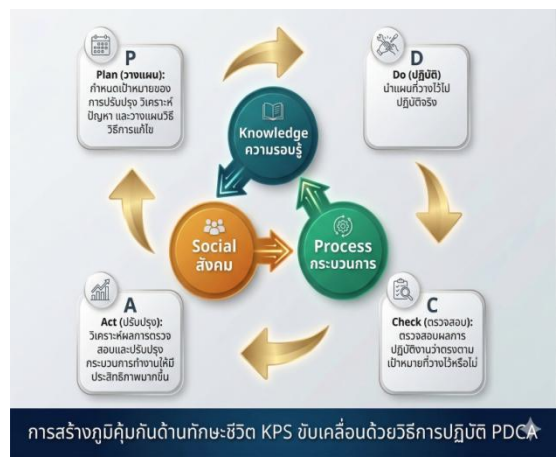 P
Plan (วางแผน):
กำหนดเป้าหมายของ
การปรับปรุง วิเคราะห์
ปัญหา และวางแผนวิธี
วิธีการแก้ไข
D
Do (ปฏิบัติ)
นำแผนที่วางไว้ไป
ปฏิบัติจริง
Knowledge
ความรอบรู้
Social
สังคม
Process
กระบวนการ
A
Act (ปรับปรุง):
วิเคราะห์ผลการตรวจ
สอบและปรับปรุง
กระบวนการทำงานให้มี
ประสิทธิภาพมากขึ้น
C
Check (ตรวจสอบ):
ตรวจสอบผลการ
ปฏิบัติงานว่าตรงตาม
เป้าหมายที่วางไว้หรือไม่
การสร้างภูมิคุ้มกันด้านทักษะชีวิต KPS ขับเคลื่อนด้วยวิธีการปฏิบัติ PDCA